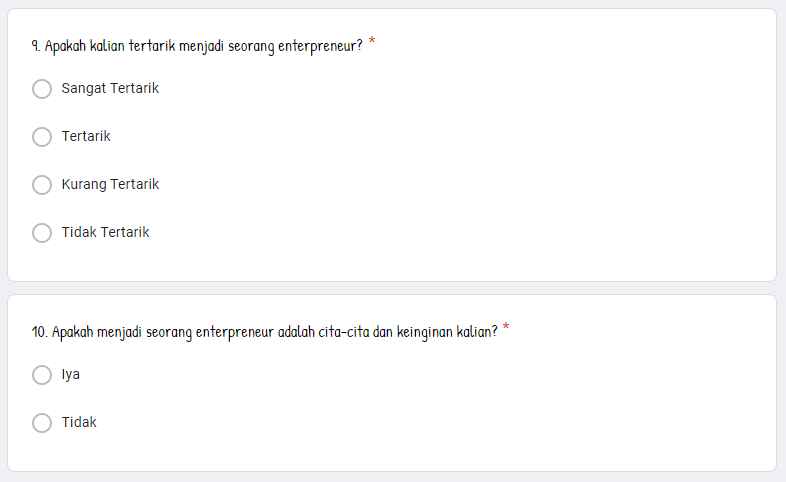 9. Apakah kalian tertarik menjadi seorang enterpreneur? *
Sangat Tertarik
Tertarik
Kurang Tertarik
Tidak Tertarik
10. Apakah menjadi seorang enterpreneur adalah cita-cita dan keinginan kalian? *
Iya
Tidak